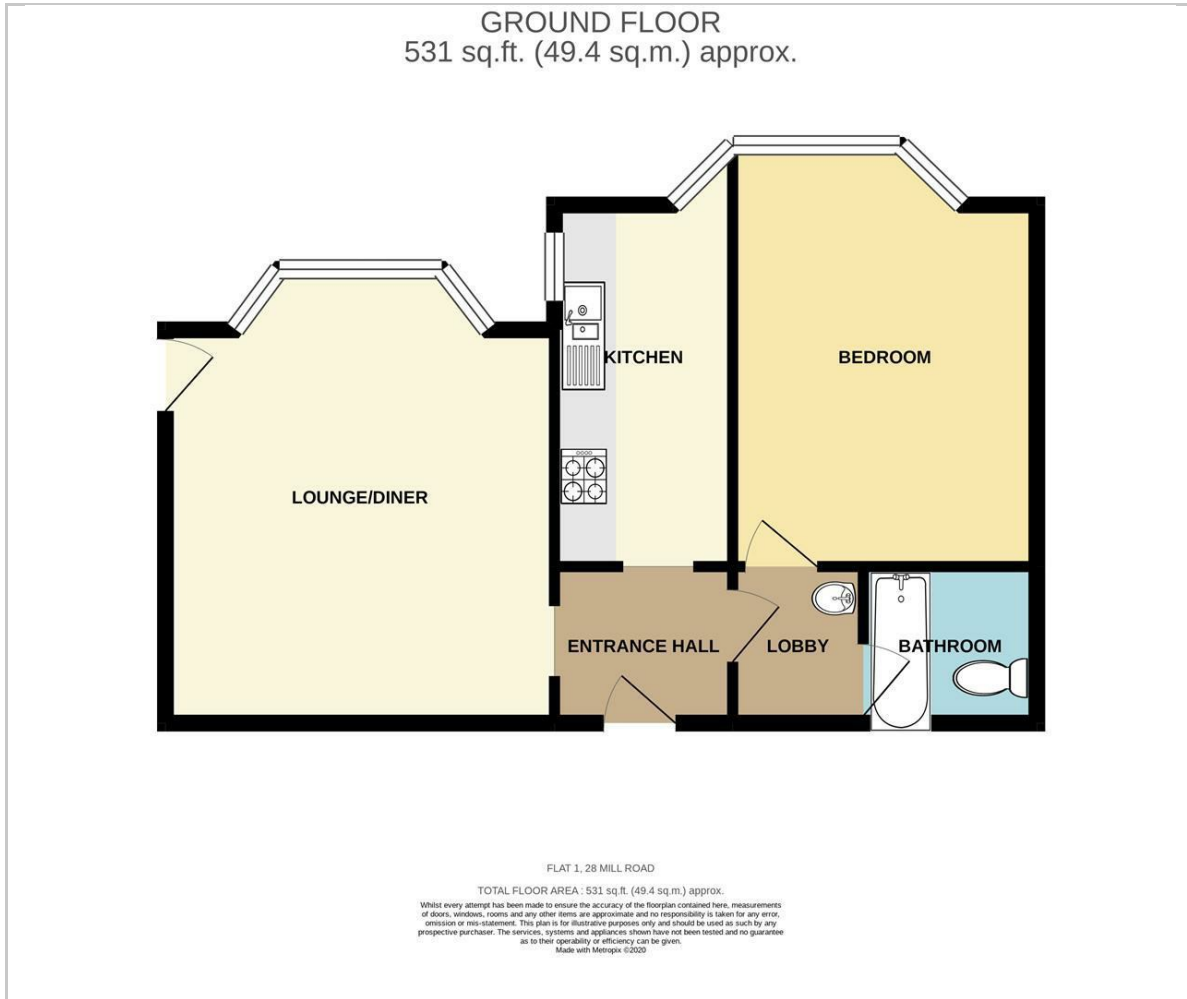 GROUND FLOOR
531 sq.ft. (49.4 sq.m.) approx.
KITCHEN
BEDROOM
LOUNGE/DINER
ENTRANCE HALL
LOBBY
BATHROOM
FLAT 1, 28 MILL ROAD
TOTAL FLOOR AREA : 531 sq.ft. (49.4 sq.m.) approx.
Whilst every attempt has been made to ensure the accuracy of the floorplan contained here, measurements
of doors, windows, rooms and any other items are approximate and no responsibility is taken for any error,
omission or mis-statement. This plan is for illustrative purposes only and should be used as such by any
prospective purchaser. The services, systems and appliances shown have not been tested and no guarantee
as to their operability or efficiency can be given.
Made with Metropix ©2020